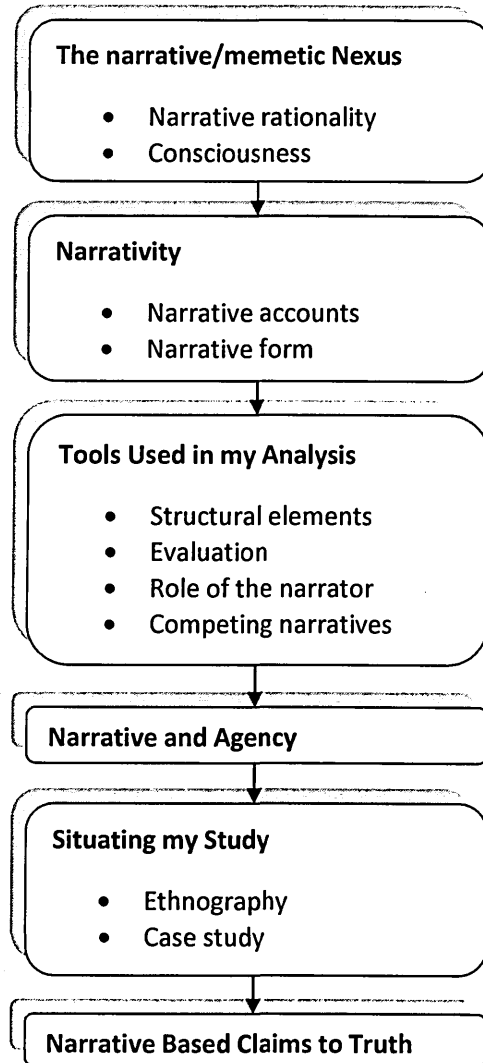 The narrative/memetic Nexus
• Narrative rationality
• Consciousness
Narrativity
• Narrative accounts
• Narrative form
Tools Used in my Analysis
• Structural elements
• Evaluation
• Role of the narrator
• Competing narratives
Narrative and Agency
Situating my Study
• Ethnography
• Case study
Narrative Based Claims to Truth